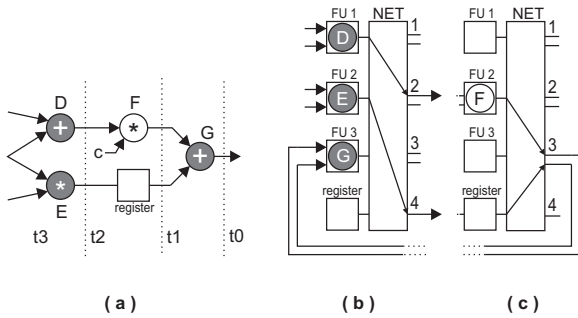 D
+
F
*
G
+
c
*
E
register
t3 t2 t1 t0
( a )
FU 1 NET
D
1
FU 2
E
2
FU 3
G
3
register
4
( b )
FU 1 NET
1
FU 2
F
2
FU 3
3
register
4
( c )